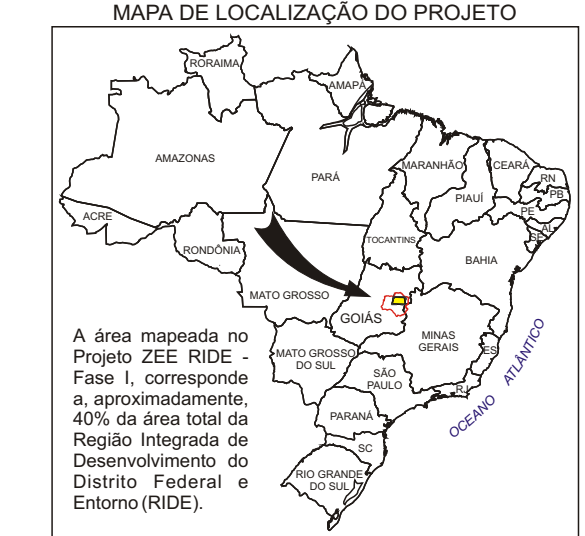 MAPA DE LOCALIZAÇÃO DO PROJETO
RORAIMA
AMAPÁ
AMAZONAS
PARÁ
MARANHÃO
CEARÁ
RN
PB
PIAUÍ
PE
AL
SE
ACRE
TOCANTINS
RONDÔNIA
BAHIA
MATO GROSSO
GOIÁS
MINAS
GERAIS
ES
MATO GROSSO
DO SUL
SÃO
PAULO
RJ
OCEANO ATLÂNTICO
PARANÁ
SC
RIO GRANDE
DO SUL
A área mapeada no
Projeto ZEE RIDE -
Fase I, corresponde
a, aproximadamente,
40% da área total da
Região Integrada de
Desenvolvimento do
Distrito Federal e
Entorno (RIDE).